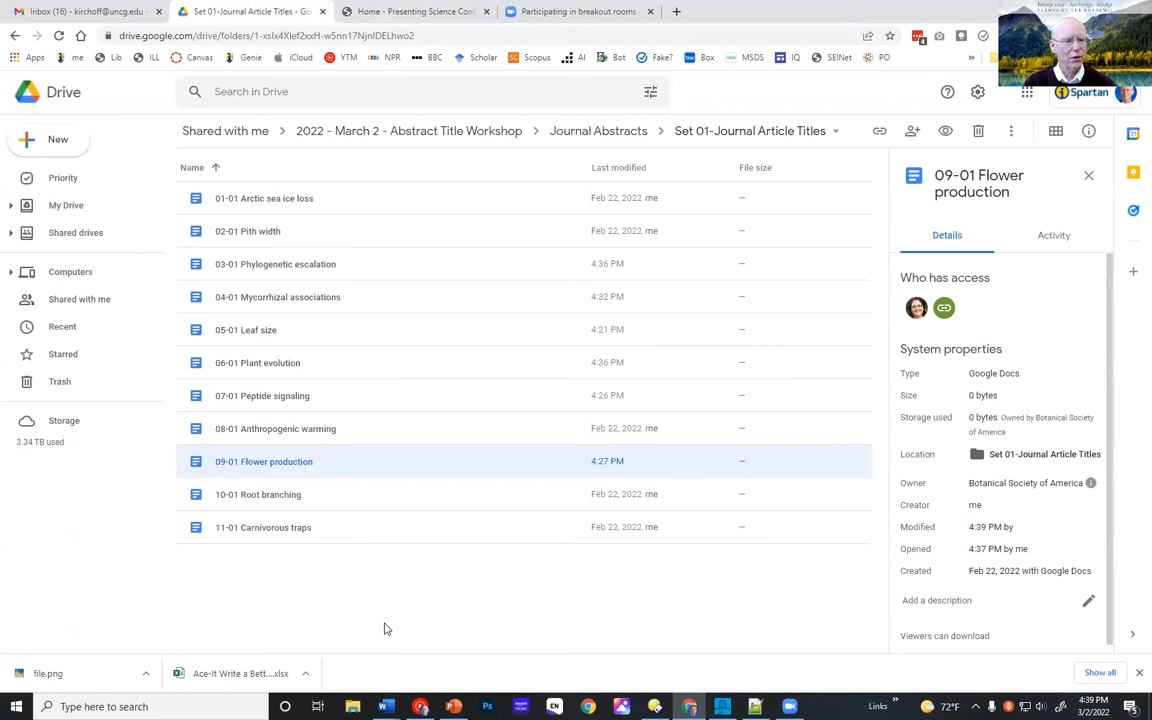 Inbox (16) - kirchoff@uncg.edu -
Set 01-Journal Article Titles - Go
Home - Presenting Science Con
Participating in breakout rooms -
Botany 2022 - Anchorage, Alaska
drive.google.com/drive/folders/1-xslx4Xlef2xxH-w5nn17NjnIDELhwo2
4
Apps
me
Lib
ILL
Canvas
Genie
iCloud
YTM
NPR
BBC
Scholar
Scopus
AI
Bot
Fake?
Box
MSDS
IQ
SEINet
PO
»
Drive
Search in Drive
Spartan
New
Shared with me > 2022 - March 2 - Abstract Title Workshop > Journal Abstracts > Set 01-Journal Article Titles
Priority
My Drive
Shared drives
Computers
Shared with me
Recent
Starred
Trash
Storage
3.34 TB used
Name
Last modified
File size
01-01 Arctic sea ice loss Feb 22, 2022 me –
02-01 Pith width Feb 22, 2022 me –
03-01 Phylogenetic escalation 4:36 PM –
04-01 Mycorrhizal associations 4:32 PM –
05-01 Leaf size 4:21 PM –
06-01 Plant evolution 4:36 PM –
07-01 Peptide signaling 4:26 PM –
08-01 Anthropogenic warming Feb 22, 2022 me –
09-01 Flower production 4:27 PM –
10-01 Root branching Feb 22, 2022 me –
11-01 Carnivorous traps Feb 22, 2022 me –
09-01 Flower
production
Details
Activity
Who has access
System properties
Type Google Docs
Size 0 bytes
Storage used 0 bytes Owned by Botanical Society
of America
Location Set 01-Journal Article Titles
Owner Botanical Society of America
Creator me
Modified 4:39 PM by
Opened 4:37 PM by me
Created Feb 22, 2022 with Google Docs
Add a description
Viewers can download
file.png
Ace-It Write a Bett....xlsx
Show all
Type here to search
Ps
EN
Links
»
72°F
4:39 PM
3/2/2022